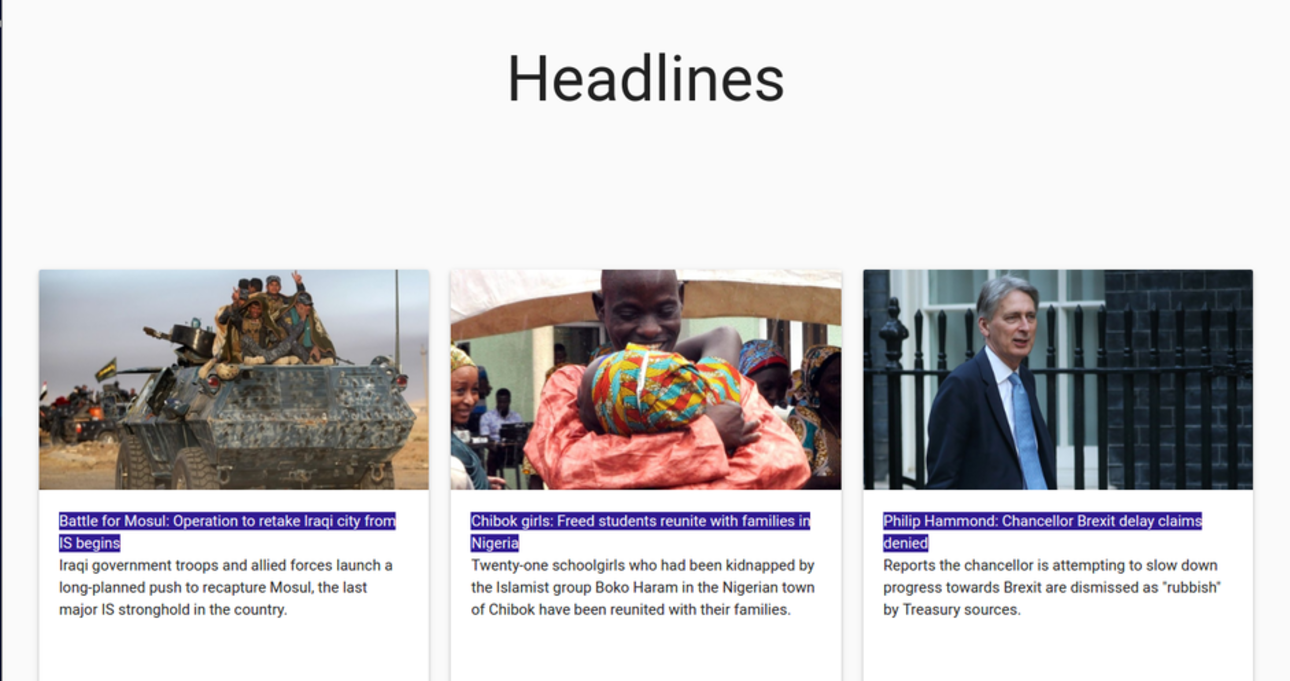 Headlines
Battle for Mosul: Operation to retake Iraqi city from
IS begins
Iraqi government troops and allied forces launch a
long-planned push to recapture Mosul, the last
major IS stronghold in the country.
Chibok girls: Freed students reunite with families in
Nigeria
Twenty-one schoolgirls who had been kidnapped by
the Islamist group Boko Haram in the Nigerian town
of Chibok have been reunited with their families.
Philip Hammond: Chancellor Brexit delay claims
denied
Reports the chancellor is attempting to slow down
progress towards Brexit are dismissed as "rubbish"
by Treasury sources.